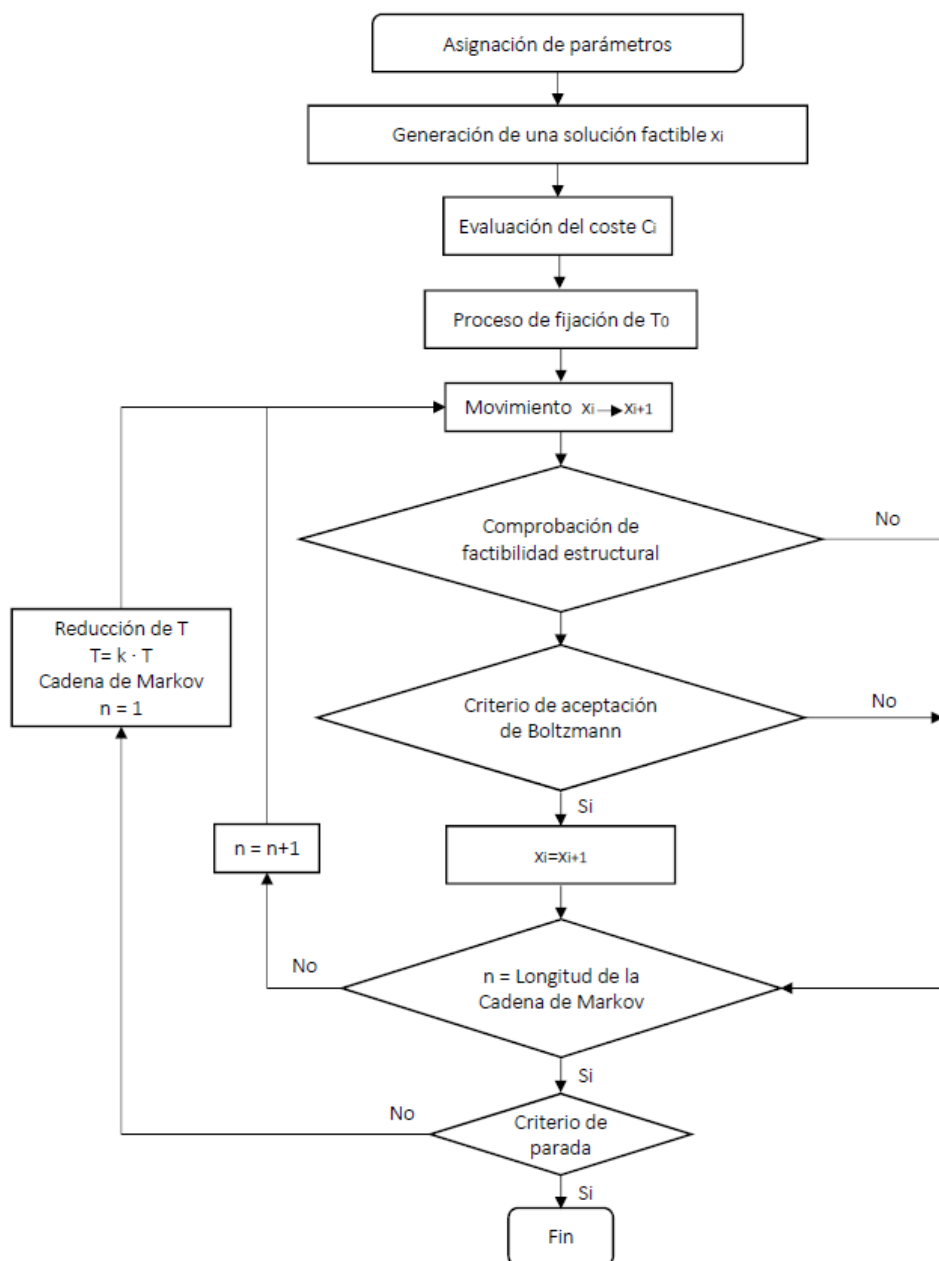 Asignación de parámetros
Generación de una solución factible xi
Evaluación del coste Ci
Proceso de fijación de T0
Movimiento xi → xi+1
Comprobación de
factibilidad estructural
No
Reducción de T
T= k · T
Cadena de Markov
n = 1
Criterio de aceptación
de Boltzmann
No
Si
n = n+1
xi=xi+1
No
n = Longitud de la
Cadena de Markov
Si
No
Criterio de
parada
Si
Fin